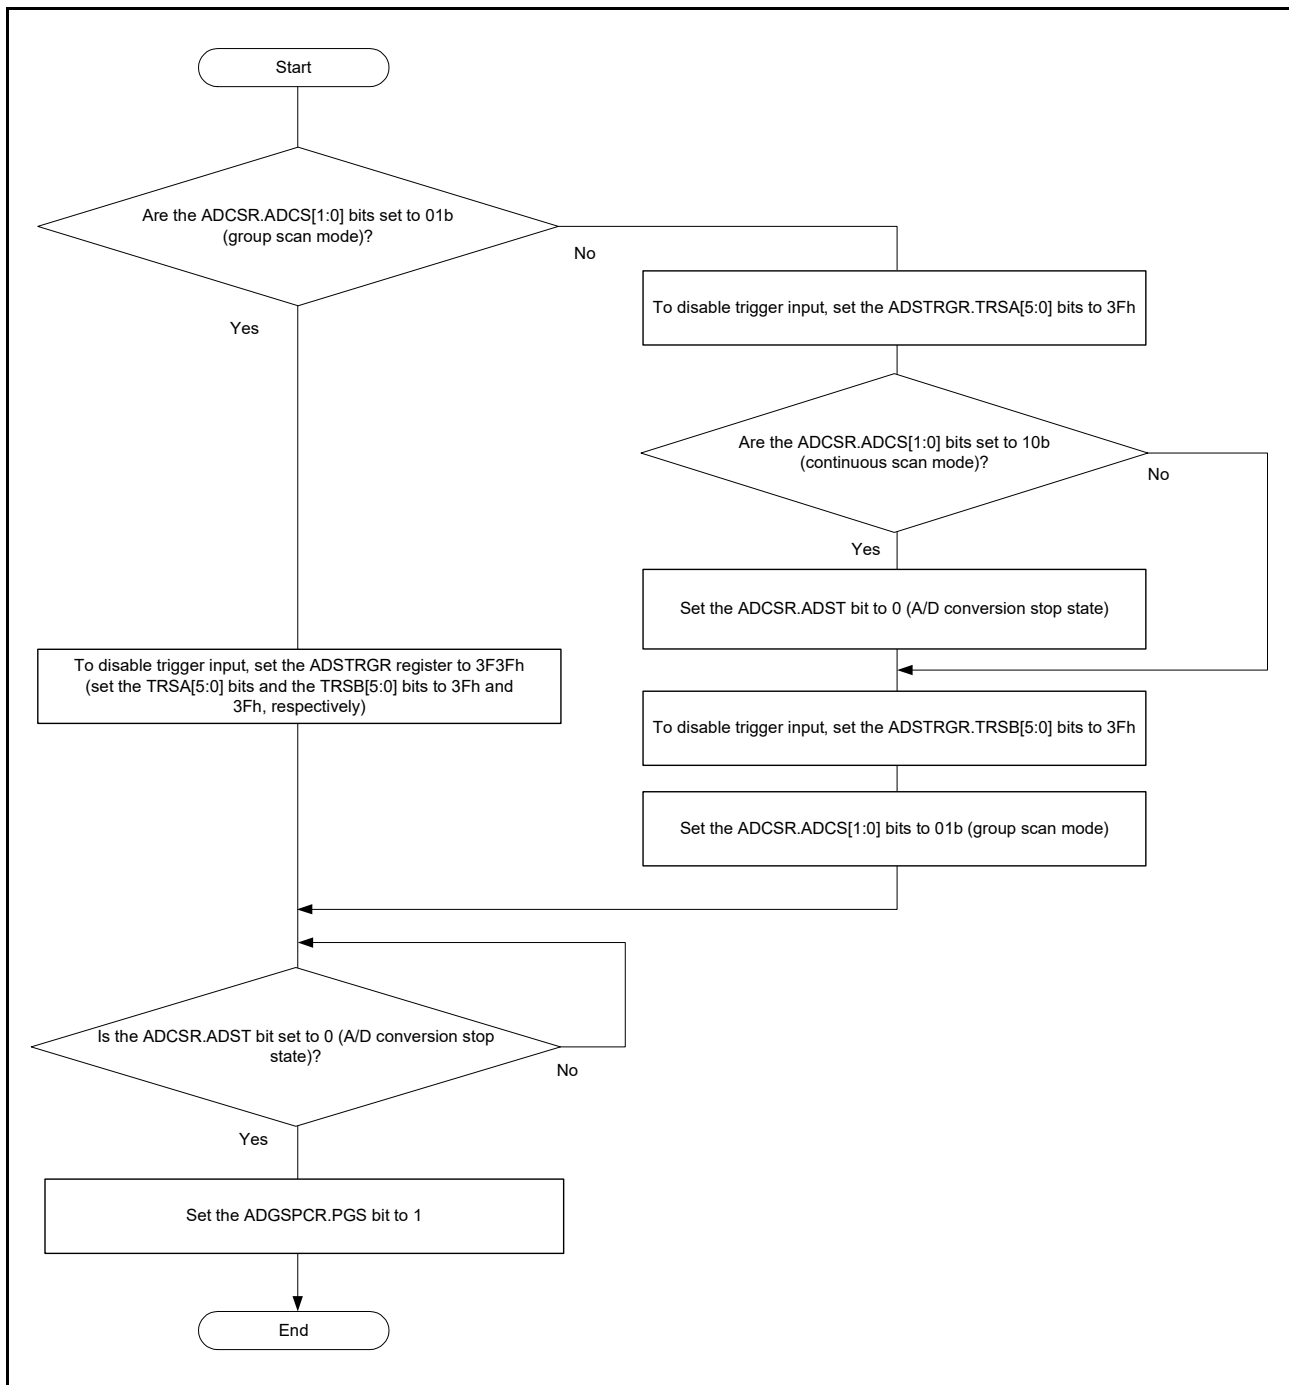 Start
Are the ADCSR.ADCS[1:0] bits set to 01b
(group scan mode)?
No
Yes
To disable trigger input, set the ADSTRGR.TRSA[5:0] bits to 3Fh
Are the ADCSR.ADCS[1:0] bits set to 10b
(continuous scan mode)?
No
Yes
Set the ADCSR.ADST bit to 0 (A/D conversion stop state)
To disable trigger input, set the ADSTRGR register to 3F3Fh
(set the TRSA[5:0] bits and the TRSB[5:0] bits to 3Fh and
3Fh, respectively)
To disable trigger input, set the ADSTRGR.TRSB[5:0] bits to 3Fh
Set the ADCSR.ADCS[1:0] bits to 01b (group scan mode)
Is the ADCSR.ADST bit set to 0 (A/D conversion stop
state)?
No
Yes
Set the ADGSPCR.PGS bit to 1
End